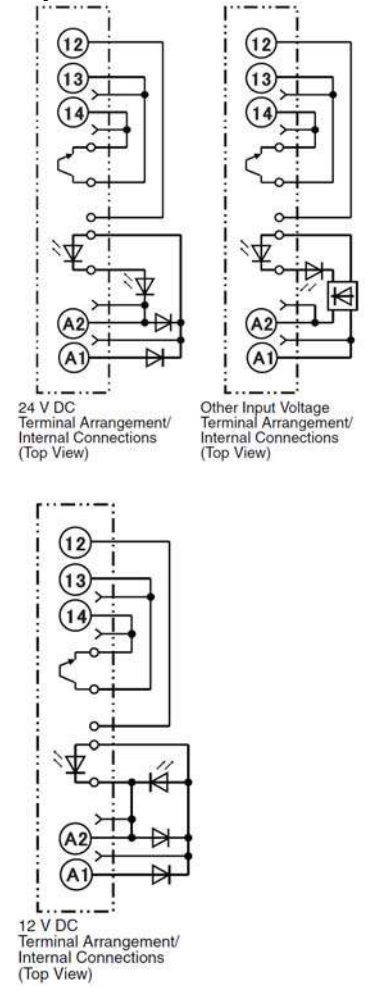 12
13
14
A2
A1
24 V DC
Terminal Arrangement/
Internal Connections
(Top View)
12
13
14
A2
A1
Other Input Voltage
Terminal Arrangement/
Internal Connections
(Top View)
12
13
14
A2
A1
12 V DC
Terminal Arrangement/
Internal Connections
(Top View)